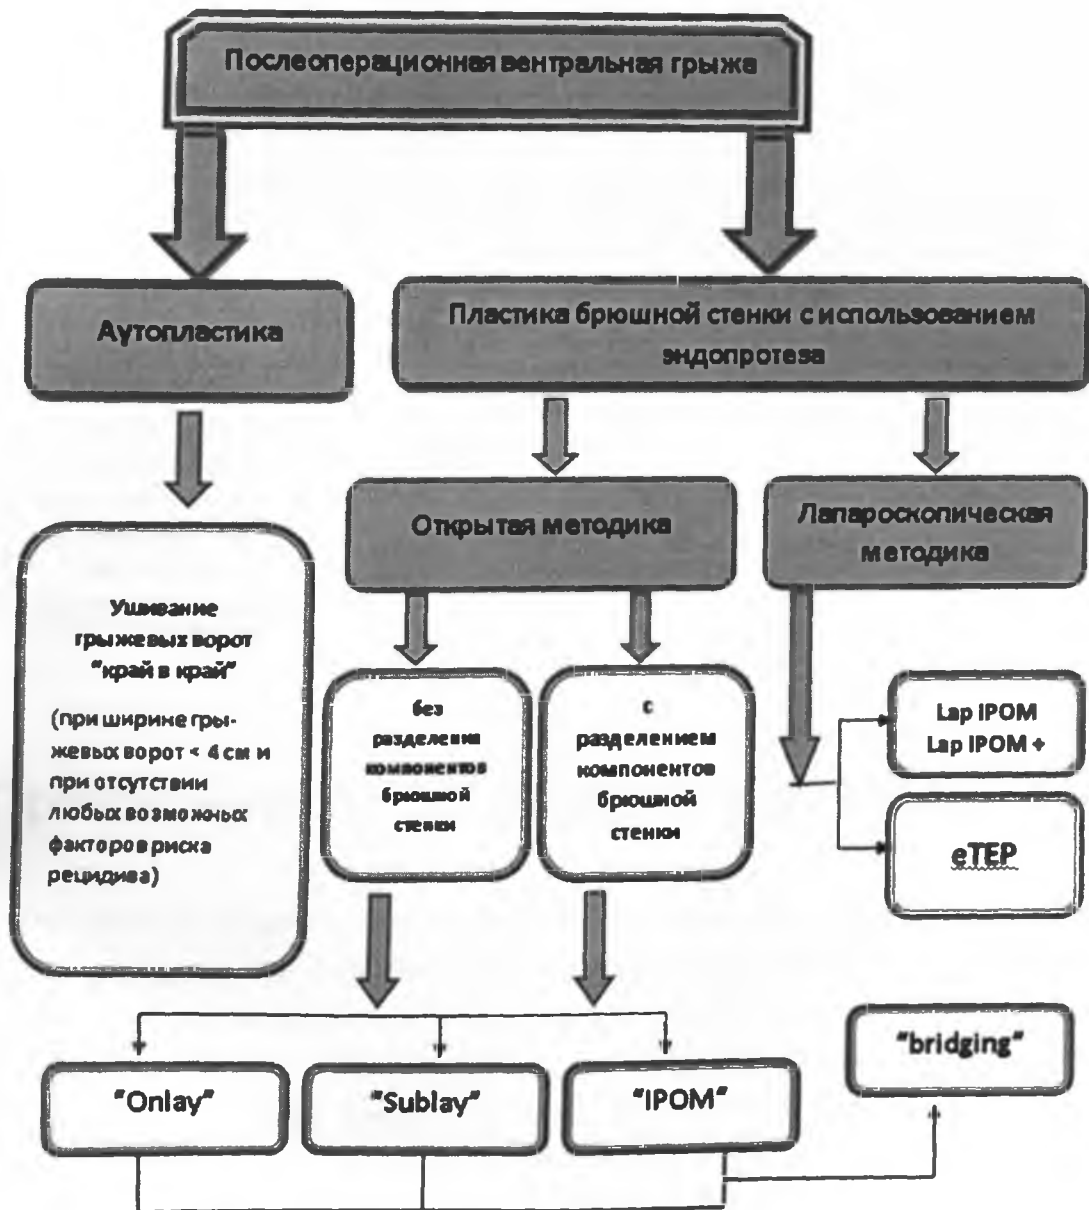 Послеоперационная вентральная грыжа
Аутопластика
Пластика брюшной стенки с использованием
эндопротеза
Открытая методика
Лапароскопическая
методика
Ушивание
грыжевых ворот
"край в край"
(при ширине гры-
жевых ворот < 4 см и
при отсутствии
любых возможных
факторов риска
рецидива)
без
разделения
компонентов
брюшной
стенки
с
разделением
компонентов
брюшной
стенки
Lap IPOM
Lap IPOM +
eTEP
"Onlay"
"Sublay"
"IPOM"
"bridging"